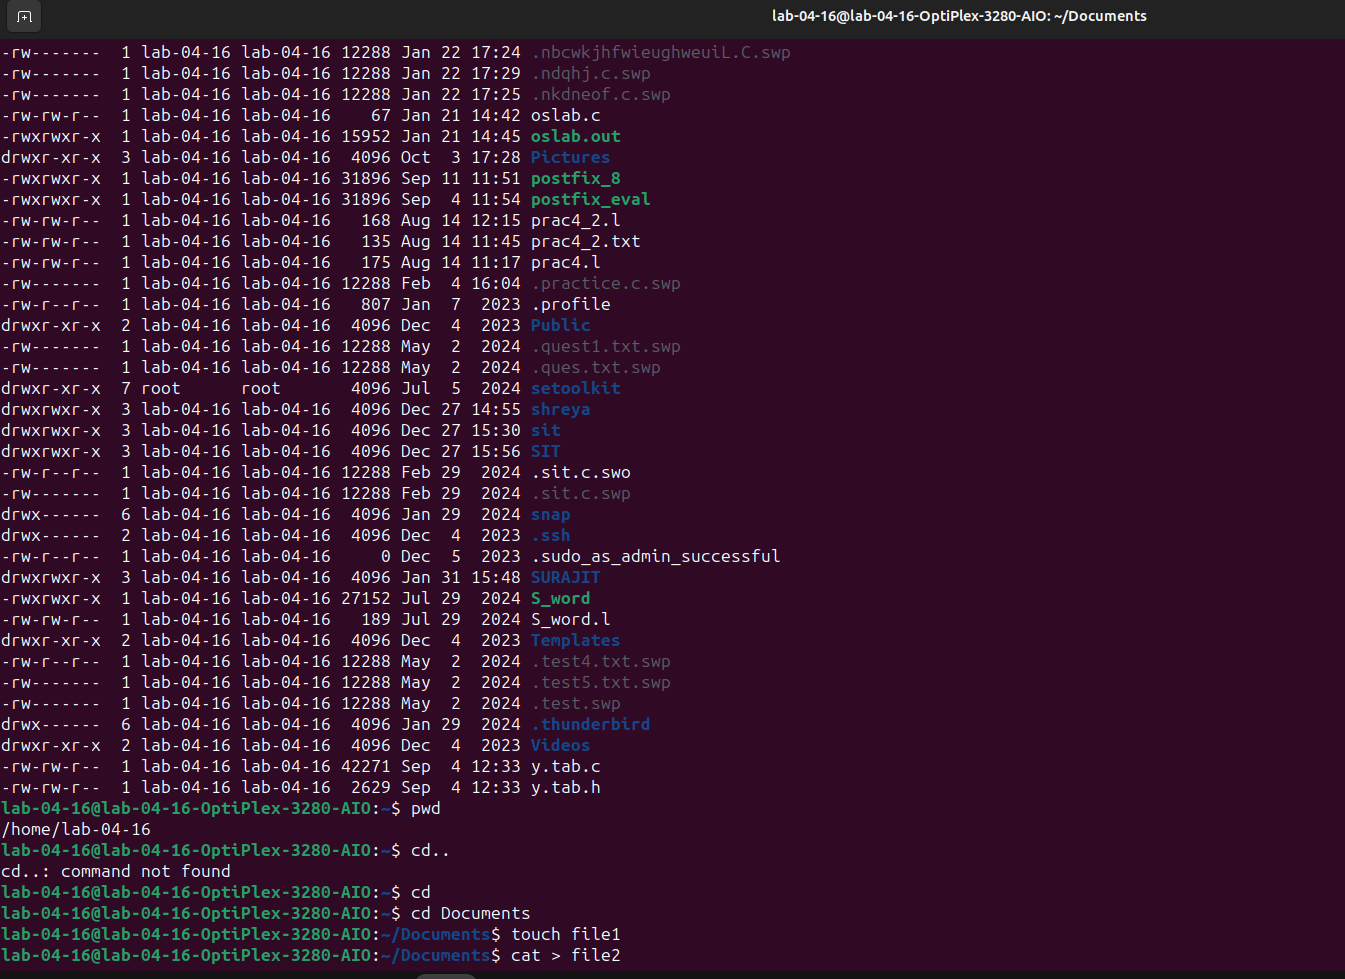 lab-04-16@lab-04-16-OptiPlex-3280-AIO: ~/Documents
-rw-------  1 lab-04-16 lab-04-16 12288 Jan 22 17:24 .nbcwkjhfwieughweuiL.C.swp
-rw-------  1 lab-04-16 lab-04-16 12288 Jan 22 17:29 .ndqhj.c.swp
-rw-------  1 lab-04-16 lab-04-16 12288 Jan 22 17:25 .nkdneof.c.swp
-rw-rw-r--  1 lab-04-16 lab-04-16    67 Jan 21 14:42 oslab.c
-rwxrwxr-x  1 lab-04-16 lab-04-16 15952 Jan 21 14:45 oslab.out
drwxr-xr-x  3 lab-04-16 lab-04-16  4096 Oct  3 17:28 Pictures
-rwxrwxr-x  1 lab-04-16 lab-04-16 31896 Sep 11 11:51 postfix_8
-rwxrwxr-x  1 lab-04-16 lab-04-16 31896 Sep  4 11:54 postfix_eval
-rw-rw-r--  1 lab-04-16 lab-04-16   168 Aug 14 12:15 prac4_2.l
-rw-rw-r--  1 lab-04-16 lab-04-16   135 Aug 14 11:45 prac4_2.txt
-rw-rw-r--  1 lab-04-16 lab-04-16   175 Aug 14 11:17 prac4.l
-rw-------  1 lab-04-16 lab-04-16 12288 Feb  4 16:04 .practice.c.swp
-rw-r--r--  1 lab-04-16 lab-04-16   807 Jan  7  2023 .profile
drwxr-xr-x  2 lab-04-16 lab-04-16  4096 Dec  4  2023 Public
-rw-------  1 lab-04-16 lab-04-16 12288 May  2  2024 .quest1.txt.swp
-rw-------  1 lab-04-16 lab-04-16 12288 May  2  2024 .ques.txt.swp
drwxr-xr-x  7 root      root       4096 Jul  5  2024 setoolkit
drwxrwxr-x  3 lab-04-16 lab-04-16  4096 Dec 27 14:55 shreya
drwxrwxr-x  3 lab-04-16 lab-04-16  4096 Dec 27 15:30 sit
drwxrwxr-x  3 lab-04-16 lab-04-16  4096 Dec 27 15:56 SIT
-rw-r--r--  1 lab-04-16 lab-04-16 12288 Feb 29  2024 .sit.c.swo
-rw-------  1 lab-04-16 lab-04-16 12288 Feb 29  2024 .sit.c.swp
drwx------  6 lab-04-16 lab-04-16  4096 Jan 29  2024 snap
drwx------  2 lab-04-16 lab-04-16  4096 Dec  4  2023 .ssh
-rw-r--r--  1 lab-04-16 lab-04-16     0 Dec  5  2023 .sudo_as_admin_successful
drwxrwxr-x  3 lab-04-16 lab-04-16  4096 Jan 31 15:48 SURAJIT
-rwxrwxr-x  1 lab-04-16 lab-04-16 27152 Jul 29  2024 S_word
-rw-rw-r--  1 lab-04-16 lab-04-16   189 Jul 29  2024 S_word.l
drwxr-xr-x  2 lab-04-16 lab-04-16  4096 Dec  4  2023 Templates
-rw-r--r--  1 lab-04-16 lab-04-16 12288 May  2  2024 .test4.txt.swp
-rw-------  1 lab-04-16 lab-04-16 12288 May  2  2024 .test5.txt.swp
-rw-------  1 lab-04-16 lab-04-16 12288 May  2  2024 .test.swp
drwx------  6 lab-04-16 lab-04-16  4096 Jan 29  2024 .thunderbird
drwxr-xr-x  2 lab-04-16 lab-04-16  4096 Dec  4  2023 Videos
-rw-rw-r--  1 lab-04-16 lab-04-16 42271 Sep  4 12:33 y.tab.c
-rw-rw-r--  1 lab-04-16 lab-04-16  2629 Sep  4 12:33 y.tab.h
lab-04-16@lab-04-16-OptiPlex-3280-AIO:~$ pwd
/home/lab-04-16
lab-04-16@lab-04-16-OptiPlex-3280-AIO:~$ cd..
cd..: command not found
lab-04-16@lab-04-16-OptiPlex-3280-AIO:~$ cd
lab-04-16@lab-04-16-OptiPlex-3280-AIO:~$ cd Documents
lab-04-16@lab-04-16-OptiPlex-3280-AIO:~/Documents$ touch file1
lab-04-16@lab-04-16-OptiPlex-3280-AIO:~/Documents$ cat > file2